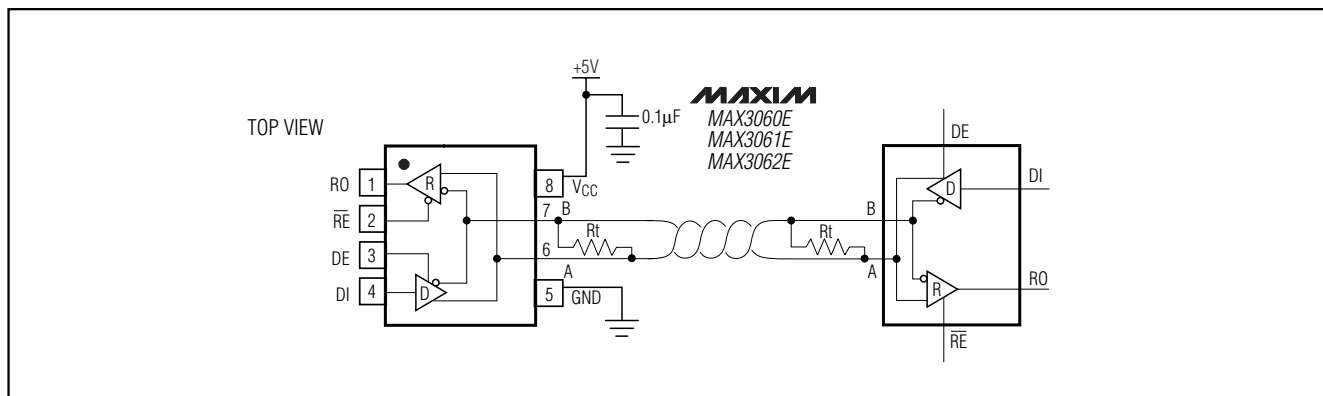 +5V
MAXIM
MAX3060E
MAX3061E
MAX3062E
0.1µF
TOP VIEW
DE
RO 1
R
8 VCC
D
DI
RE 2
7 B
B
Rt
Rt
DE 3
6 A
A
DI 4
D
5 GND
R
RO
RE